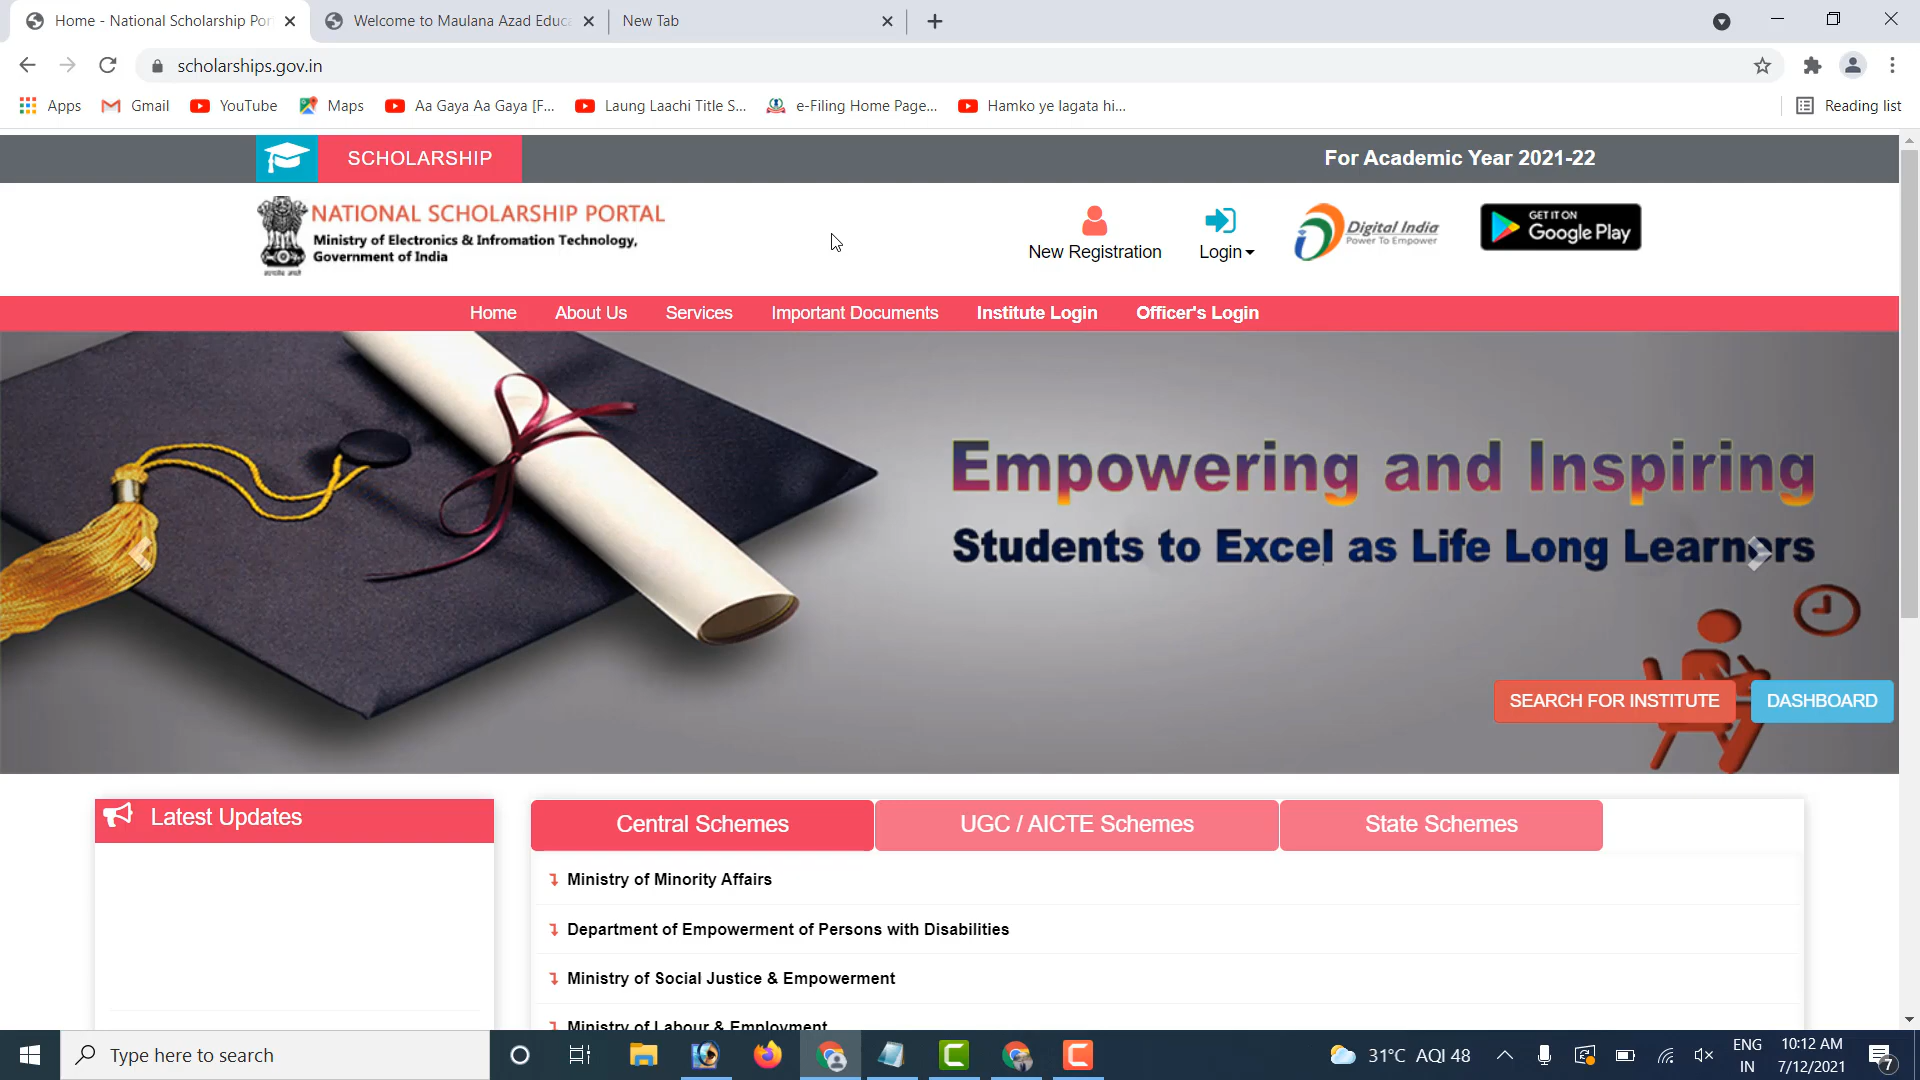 Home - National Scholarship Por
Welcome to Maulana Azad Educa
New Tab
scholarships.gov.in
Apps
Gmail
YouTube
Maps
Aa Gaya Aa Gaya [F...
Laung Laachi Title S...
e-Filing Home Page...
Hamko ye lagata hi...
Reading list
SCHOLARSHIP
For Academic Year 2021-22
NATIONAL SCHOLARSHIP PORTAL
Ministry of Electronics & Infromation Technology,
Government of India
New Registration
Login
Digital India
Power To Empower
GET IT ON
Google Play
Home
About Us
Services
Important Documents
Institute Login
Officer's Login
Empowering and Inspiring
Students to Excel as Life Long Learners
SEARCH FOR INSTITUTE
DASHBOARD
Latest Updates
Central Schemes
UGC / AICTE Schemes
State Schemes
Ministry of Minority Affairs
Department of Empowerment of Persons with Disabilities
Ministry of Social Justice & Empowerment
Ministry of Labour & Employment
Type here to search
31°C AQI 48
ENG
IN
10:12 AM
7/12/2021
7